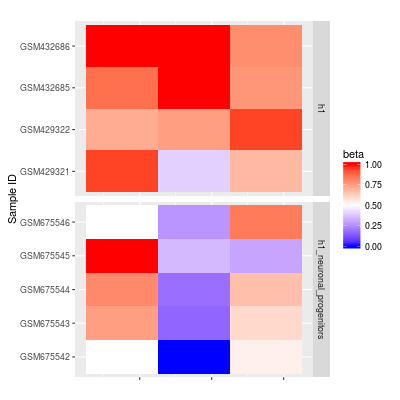 Sample ID
GSM432686
GSM432685
GSM429322
GSM429321
h1
GSM675546
GSM675545
GSM675544
GSM675543
GSM675542
h1_neuronal_progenitors
beta
1.00
0.75
0.50
0.25
0.00